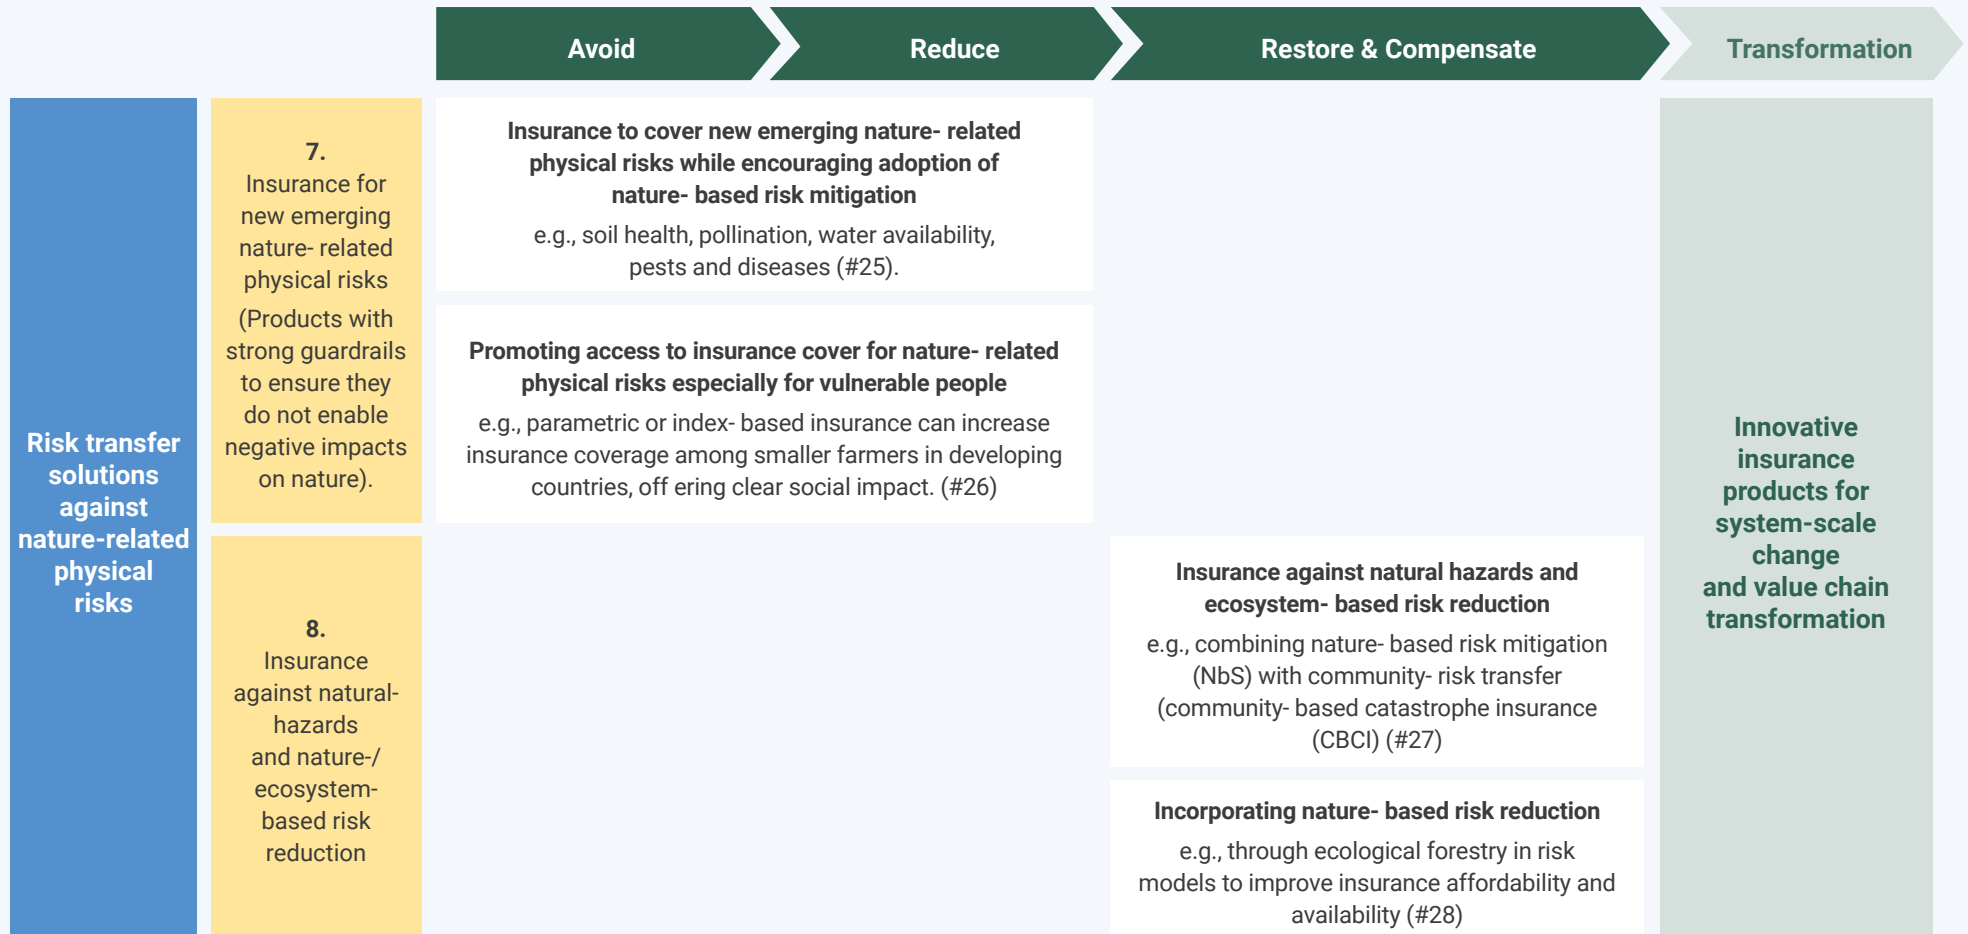 Avoid
Reduce
Restore & Compensate
Transformation
Risk transfer
solutions
against
nature-related
physical
risks
7.
Insurance for
new emerging
nature- related
physical risks
(Products with
strong guardrails
to ensure they
do not enable
negative impacts
on nature).
Insurance to cover new emerging nature- related
physical risks while encouraging adoption of
nature- based risk mitigation
e.g., soil health, pollination, water availability,
pests and diseases (#25).
Promoting access to insurance cover for nature- related
physical risks especially for vulnerable people
e.g., parametric or index- based insurance can increase
insurance coverage among smaller farmers in developing
countries, off ering clear social impact. (#26)
8.
Insurance
against natural-
hazards
and nature-/
ecosystem-
based risk
reduction
Insurance against natural hazards and
ecosystem- based risk reduction
e.g., combining nature- based risk mitigation
(NbS) with community- risk transfer
(community- based catastrophe insurance
(CBCI) (#27)
Incorporating nature- based risk reduction
e.g., through ecological forestry in risk
models to improve insurance affordability and
availability (#28)
Innovative
insurance
products for
system-scale
change
and value chain
transformation